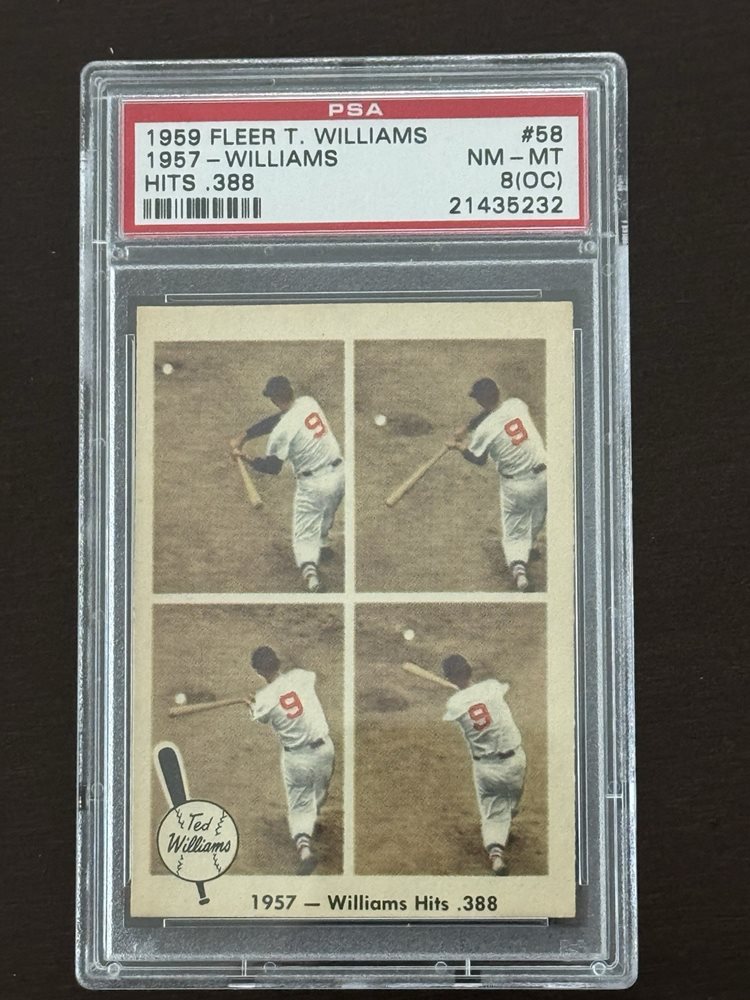 PSA
1959 FLEER T. WILLIAMS #58
1957 – WILLIAMS NM – MT
HITS .388 8(OC)
21435232
9
9
9
9
Ted
Williams
1957 — Williams Hits .388